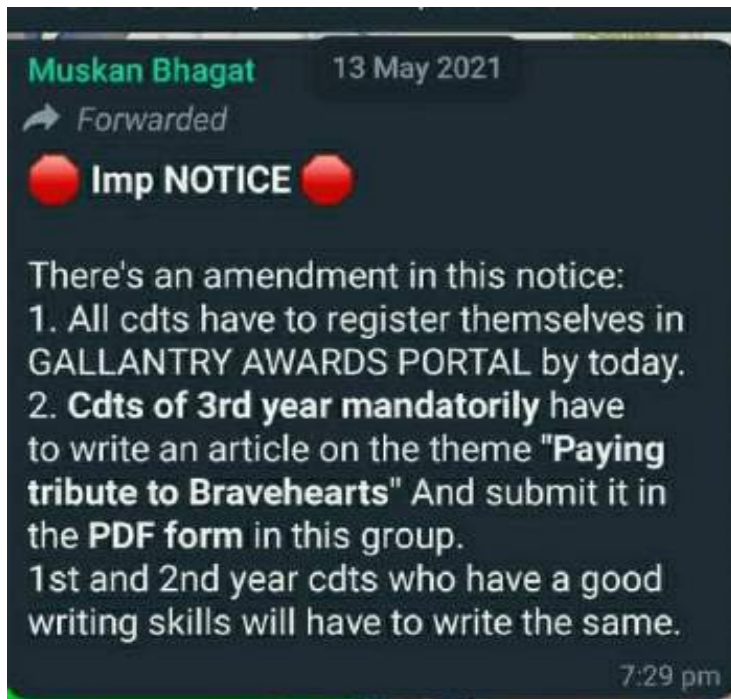 Muskan Bhagat
13 May 2021
Forwarded
Imp NOTICE
There's an amendment in this notice:
1. All cdts have to register themselves in
GALLANTRY AWARDS PORTAL by today.
2. Cdts of 3rd year mandatorily have
to write an article on the theme "Paying
tribute to Bravehearts" And submit it in
the PDF form in this group.
1st and 2nd year cdts who have a good
writing skills will have to write the same.
7:29 pm